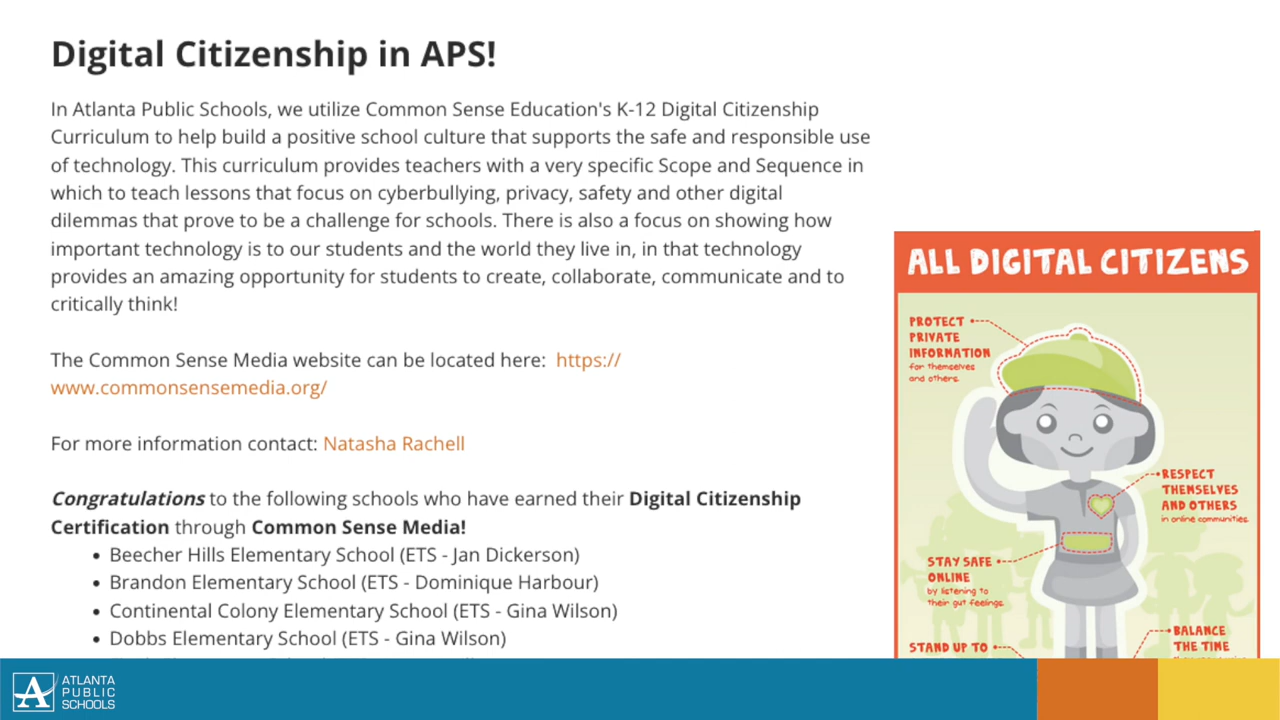 Digital Citizenship in APS!
In Atlanta Public Schools, we utilize Common Sense Education's K-12 Digital Citizenship
Curriculum to help build a positive school culture that supports the safe and responsible use
of technology. This curriculum provides teachers with a very specific Scope and Sequence in
which to teach lessons that focus on cyberbullying, privacy, safety and other digital
dilemmas that prove to be a challenge for schools. There is also a focus on showing how
important technology is to our students and the world they live in, in that technology
provides an amazing opportunity for students to create, collaborate, communicate and to
critically think!
The Common Sense Media website can be located here: https://
www.commonsensemedia.org/
For more information contact: Natasha Rachell
Congratulations to the following schools who have earned their Digital Citizenship
Certification through Common Sense Media!
• Beecher Hills Elementary School (ETS - Jan Dickerson)
• Brandon Elementary School (ETS - Dominique Harbour)
• Continental Colony Elementary School (ETS - Gina Wilson)
• Dobbs Elementary School (ETS - Gina Wilson)
ALL DIGITAL CITIZENS
PROTECT
PRIVATE
INFORMATION
for themselves
and others.
RESPECT
THEMSELVES
AND OTHERS
in online communities.
STAY SAFE
ONLINE
by listening to
their gut feelings.
STAND UP TO
BALANCE
THE TIME
ATLANTA
PUBLIC
SCHOOLS